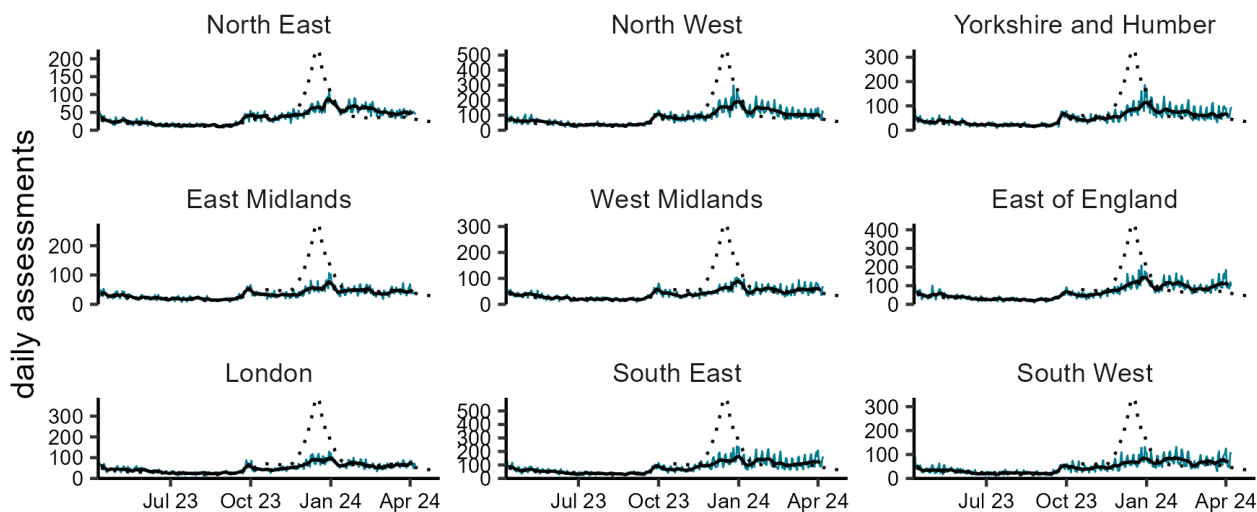 North East North West Yorkshire and Humber
200 500 300
150 400 200
100 300 100
50 200 0
0 100
0
daily assessments
East Midlands West Midlands East of England
200 300 400
100 200 300
0 100 200
0 100
0
London South East South West
300 500 300
200 400 200
100 300 100
0 200 0
100
0
Jul 23 Oct 23 Jan 24 Apr 24 Jul 23 Oct 23 Jan 24 Apr 24 Jul 23 Oct 23 Jan 24 Apr 24